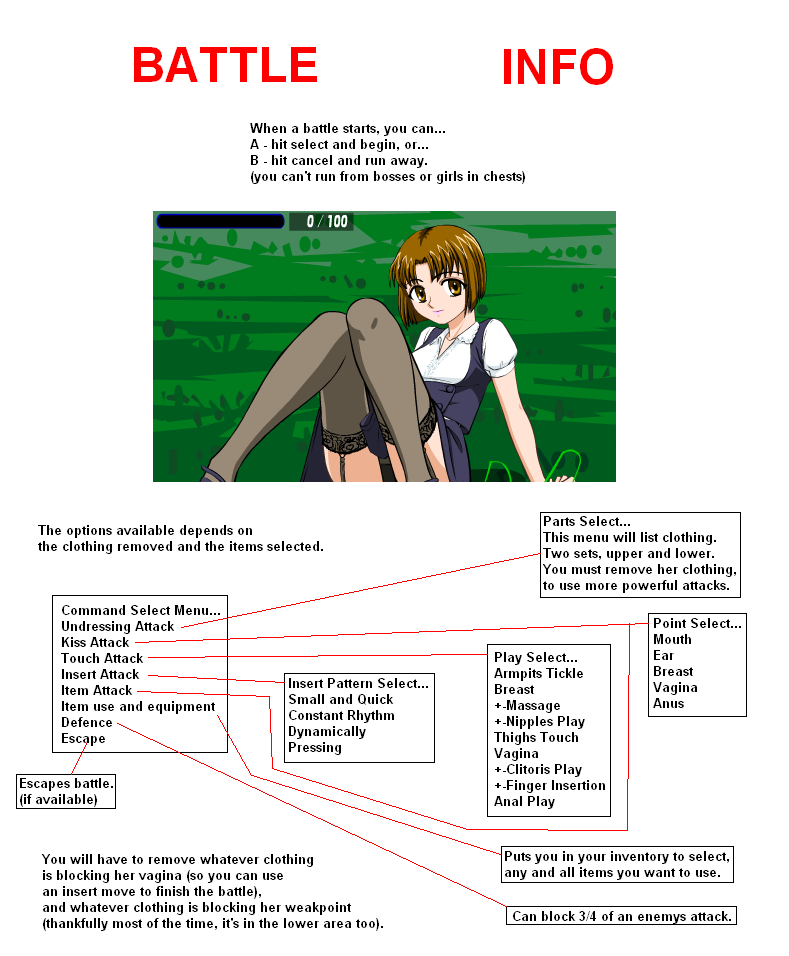 BATTLE INFO
When a battle starts, you can...
A - hit select and begin, or...
B - hit cancel and run away.
(you can't run from bosses or girls in chests)
0 / 100
The options available depends on
the clothing removed and the items selected.
Parts Select...
This menu will list clothing.
Two sets, upper and lower.
You must remove her clothing,
to use more powerful attacks.
Command Select Menu...
Undressing Attack
Kiss Attack
Touch Attack
Insert Attack
Item Attack
Item use and equipment
Defence
Escape
Point Select...
Mouth
Ear
Breast
Vagina
Anus
Play Select...
Armpits Tickle
Breast
+-Massage
+-Nipples Play
Thighs Touch
Vagina
+-Clitoris Play
+-Finger Insertion
Anal Play
Insert Pattern Select...
Small and Quick
Constant Rhythm
Dynamically
Pressing
Escapes battle.
(if available)
You will have to remove whatever clothing
is blocking her vagina (so you can use
an insert move to finish the battle),
and whatever clothing is blocking her weakpoint
(thankfully most of the time, it's in the lower area too).
Puts you in your inventory to select,
any and all items you want to use.
Can block 3/4 of an enemys attack.